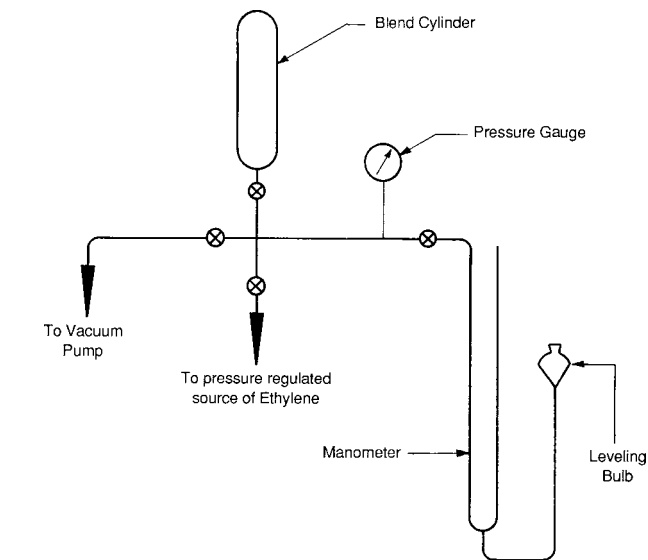 Blend Cylinder
Pressure Gauge
To Vacuum
Pump
To pressure regulated
source of Ethylene
Manometer
Leveling
Bulb